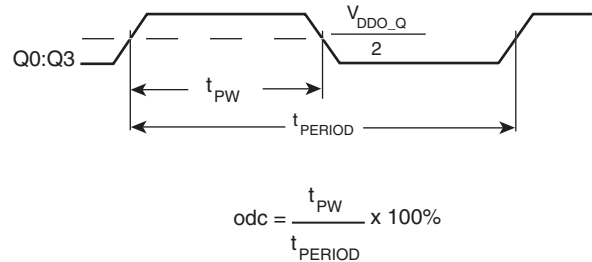 V_DDO_Q
Q0:Q3
2
t_PW
t_PERIOD
odc = t_PW / t_PERIOD x 100%